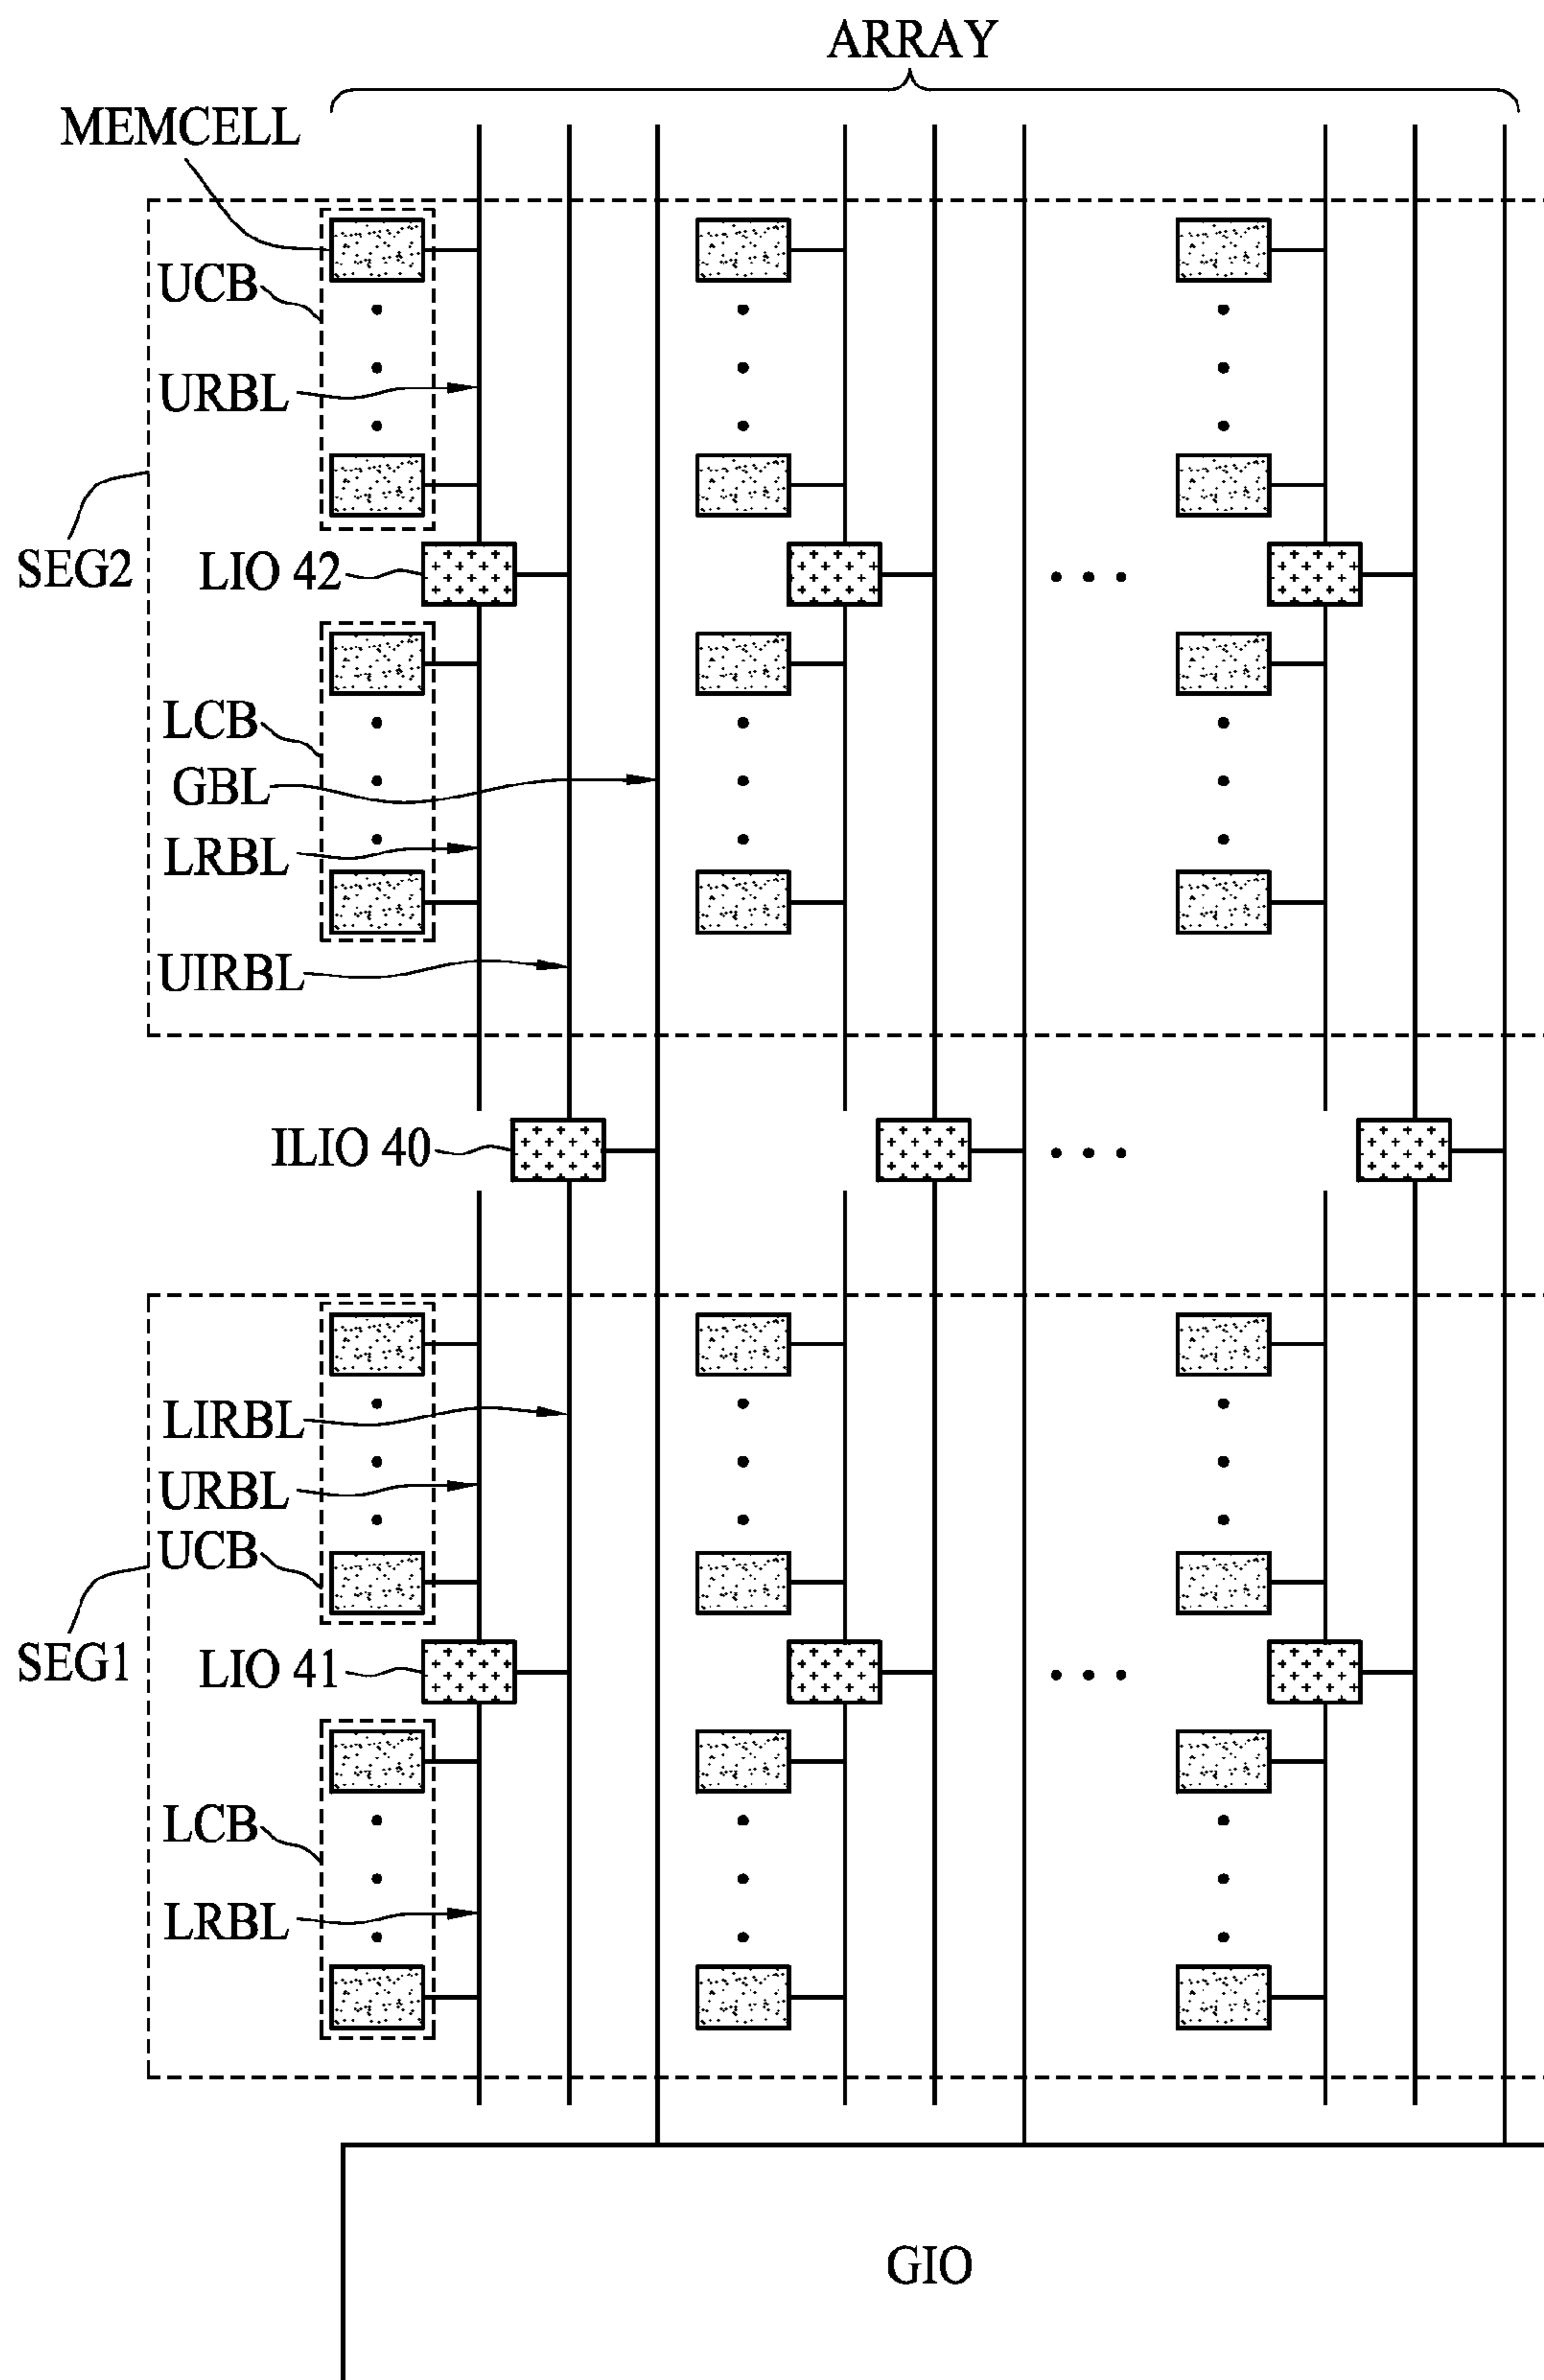 ARRAY
MEMCELL
UCB
URBL
SEG2
LIO 42
LCB
GBL
LRBL
UIRBL
ILIO 40
LIRBL
URBL
UCB
SEG1
LIO 41
LCB
LRBL
GIO